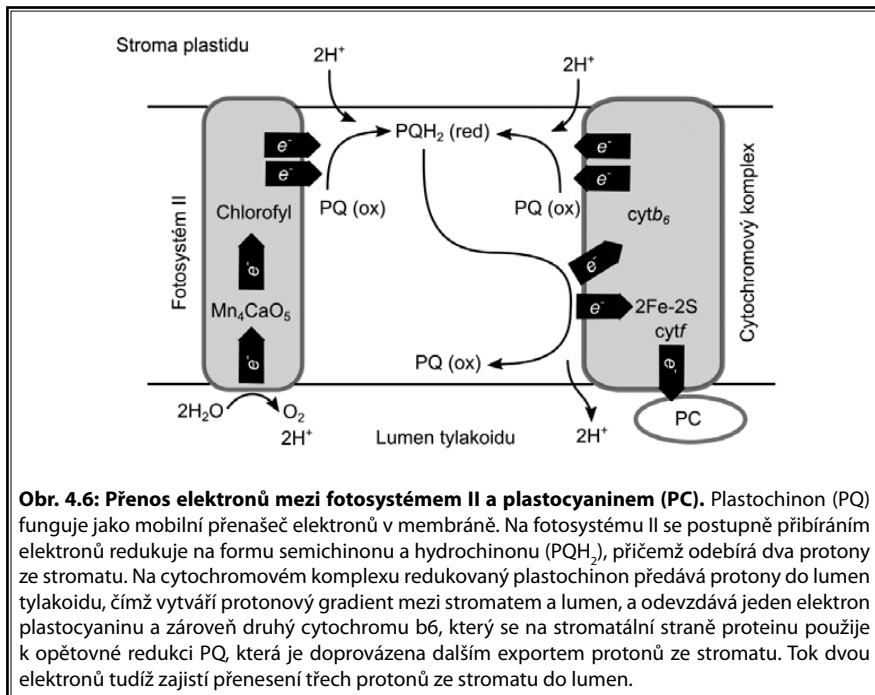 Stroma plastidu
2H⁺
2H⁺
PQH₂ (red)
e⁻
e⁻
e⁻
e⁻
Chlorofyl
PQ (ox)
PQ (ox)
cytb₆
Fotosystém II
Cytochromový komplex
e⁻
e⁻
Mn₄CaO₅
e⁻
2Fe-2S
cytf
e⁻
PQ (ox)
e⁻
2H₂O
O₂
2H⁺
Lumen tylakoidu
2H⁺
PC
Obr. 4.6: Přenos elektronů mezi fotosystémem II a plastocyaninem (PC). Plastochinon (PQ)
funguje jako mobilní přenašeč elektronů v membráně. Na fotosystému II se postupně přibíráním
elektronů redukuje na formu semichinonu a hydrochinonu (PQH₂), přičemž odebírá dva protony
ze stromatu. Na cytochromovém komplexu redukovaný plastochinon předává protony do lumen
tylakoidu, čímž vytváří protonový gradient mezi stromatem a lumen, a odevzdává jeden elektron
plastocyaninu a zároveň druhý cytochromu b6, který se na stromatální straně proteinu použije
k opětovné redukci PQ, která je doprovázena dalším exportem protonů ze stromatu. Tok dvou
elektronů tudíž zajistí přenesení třech protonů ze stromatu do lumen.